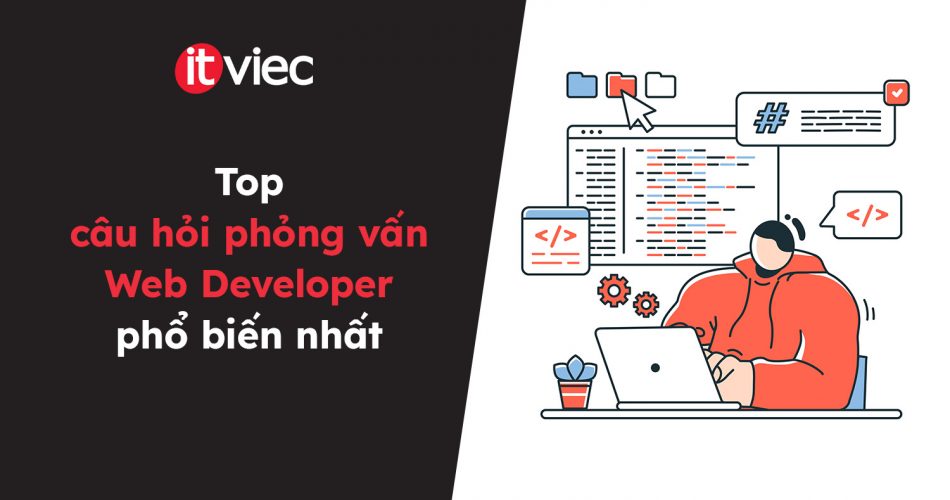 itviec
Top
câu hỏi phỏng vấn
Web Developer
phổ biến nhất
#
</>
</>